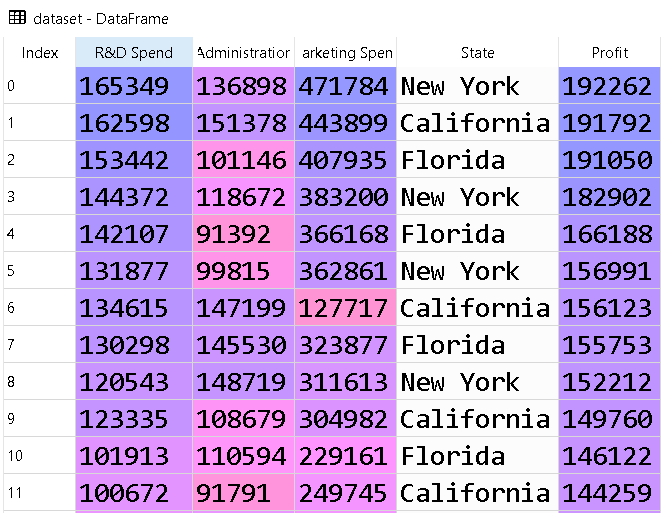 dataset - DataFrame
Index R&D Spend Administration arketing Spen State Profit
0 165349 136898 471784 New York 192262
1 162598 151378 443899 California 191792
2 153442 101146 407935 Florida 191050
3 144372 118672 383200 New York 182902
4 142107 91392 366168 Florida 166188
5 131877 99815 362861 New York 156991
6 134615 147199 127717 California 156123
7 130298 145530 323877 Florida 155753
8 120543 148719 311613 New York 152212
9 123335 108679 304982 California 149760
10 101913 110594 229161 Florida 146122
11 100672 91791 249745 California 144259